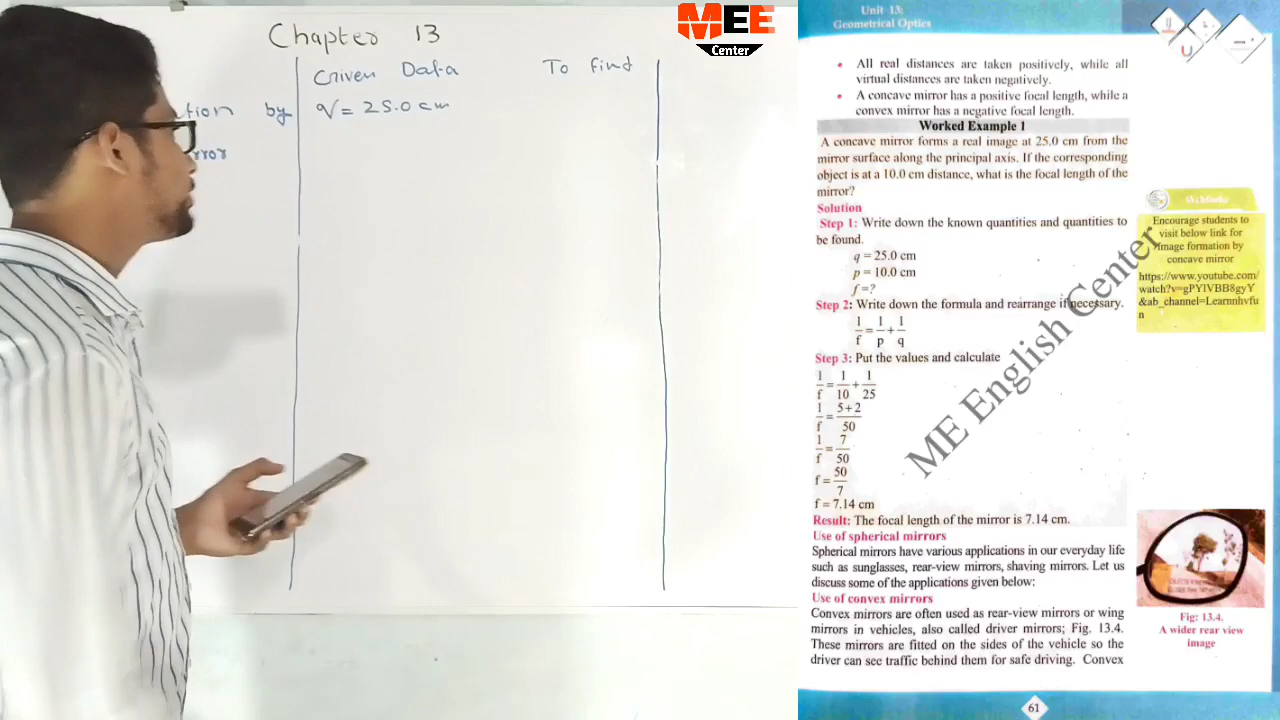 Chapter 13
Given Data To find
by q = 25.0 cm
MEE
Center
Unit 13:
Geometrical Optics
• All real distances are taken positively, while all
virtual distances are taken negatively.
• A concave mirror has a positive focal length, while a
convex mirror has a negative focal length.
Worked Example 1
A concave mirror forms a real image at 25.0 cm from the
mirror surface along the principal axis. If the corresponding
object is at a 10.0 cm distance, what is the focal length of the
mirror?
Solution
Step 1: Write down the known quantities and quantities to
be found.
q = 25.0 cm
p = 10.0 cm
f =?
Step 2: Write down the formula and rearrange if necessary.
1/f = 1/p + 1/q
Step 3: Put the values and calculate
1/f = 1/10 + 1/25
1/f = 5+2/50
1/f = 7/50
f = 50/7
f = 7.14 cm
Result: The focal length of the mirror is 7.14 cm.
Use of spherical mirrors
Spherical mirrors have various applications in our everyday life
such as sunglasses, rear-view mirrors, shaving mirrors. Let us
discuss some of the applications given below:
Use of convex mirrors
Convex mirrors are often used as rear-view mirrors or wing
mirrors in vehicles, also called driver mirrors; Fig. 13.4.
These mirrors are fitted on the sides of the vehicle so the
driver can see traffic behind them for safe driving. Convex
ME English Center
Encourage students to
visit below link for
image formation by
concave mirror
https://www.youtube.com/
watch?v=gPYlVBB8gyY
&ab_channel=Learnnhvfu
n
Fig: 13.4.
A wider rear view
image
61